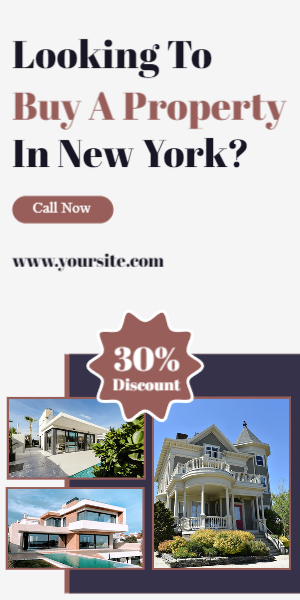 Looking To
Buy A Property
In New York?
Call Now
www.yoursite.com
30%
Discount